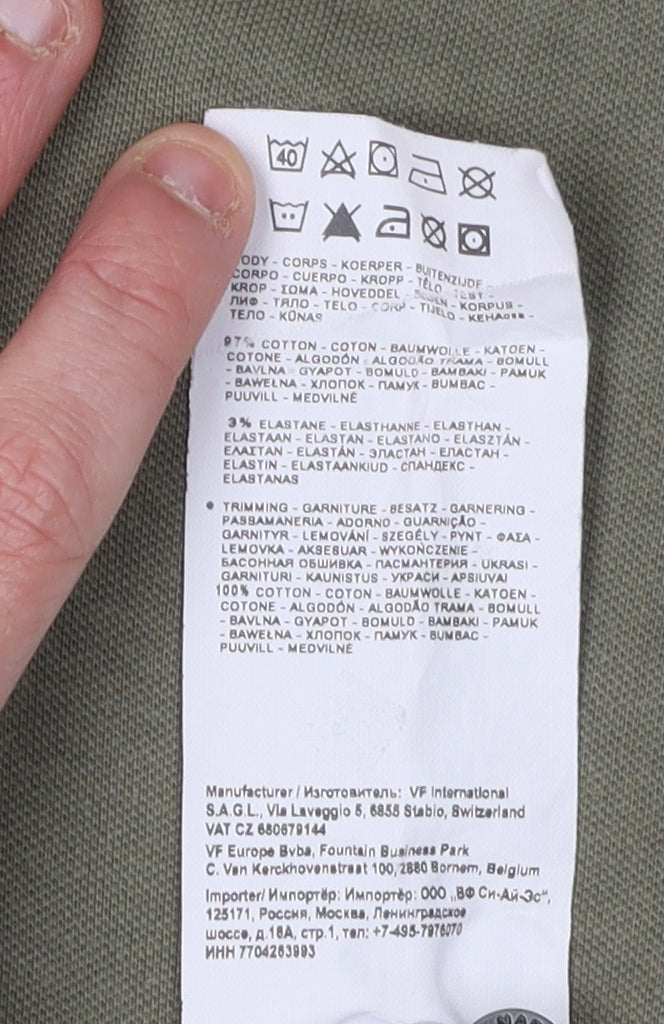 40
ODY - CORPS - KOERPER - BUITENZIJDE -
CORPO - CUERPO - KROPP - TĚLO - TEST -
KROP - ΣΩΜΑ - HOVEDDEL - - KORPUS -
ЛИФ - ТЯЛО - TELO - CORP - TIJELO - KEHAOSA -
ТЕЛО - KŪNAS
97% COTTON - COTON - BAUMWOLLE - KATOEN -
COTONE - ALGODÓN - ALGODÃO TRAMA - BOMULL
- BAVLNA - GYAPOT - BOMULD - BAMBAKI - PAMUK
- BAWEŁNA - ХЛОПОК - ПАМУК - BUMBAC -
PUUVILL - MEDVILNĖ
3% ELASTANE - ELASTHANNE - ELASTHAN -
ELASTAAN - ELASTAN - ELASTANO - ELASZTÁN -
ΕΛΑΣΤΑΝ - ELASTÁN - ЭЛАСТАН - ЕЛАСТАН -
ELASTIN - ELASTAANKIUD - СПАНДЕКС -
ELASTANAS
• TRIMMING - GARNITURE - BESATZ - GARNERING -
PASSAMANERIA - ADORNO - GUARNIÇÃO -
GARNITYR - LEMOVÁNÍ - SZEGÉLY - PYNT - ΦΑΣΑ -
LEMOVKA - AKSESUAR - WYKOŃCZENIE -
БАСОННАЯ ОБШИВКА - ПАСМАНТЕРИЯ - UKRASI -
GARNITURI - KAUNISTUS - УКРАСИ - APSIUVAI
100% COTTON - COTON - BAUMWOLLE - KATOEN -
COTONE - ALGODÓN - ALGODÃO TRAMA - BOMULL
- BAVLNA - GYAPOT - BOMULD - BAMBAKI - PAMUK
- BAWEŁNA - ХЛОПОК - ПАМУК - BUMBAC -
PUUVILL - MEDVILNĖ
Manufacturer / Изготовитель: VF International
S.A.G.L., Via Laveggio 5, 6855 Stabio, Switzerland
VAT CZ 680679144
VF Europe Bvba, Fountain Business Park
C. Van Kerckhovenstraat 100, 2880 Bornem, Belgium
Importer/ Импортёр: Импортёр: ООО „ВФ Си-Ай-Эс“,
125171, Россия, Москва, Ленинградское
шоссе, д.16А, стр.1, тел: +7-495-7976070
ИНН 7704263993